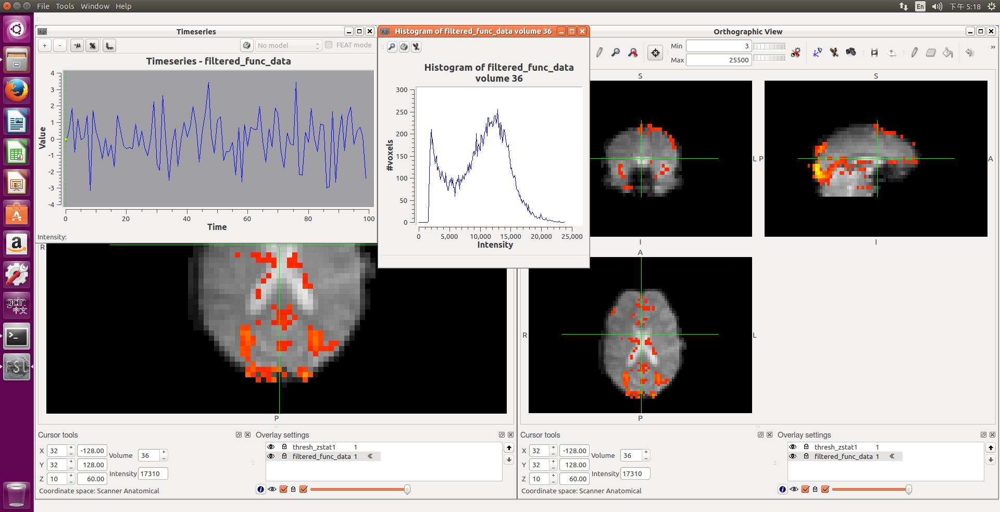 File Tools Window Help
En
下午 5:18
Timeseries
+ - -μ %
No model
FEAT mode
Timeseries - filtered_func_data
4
3
2
1
0
-1
-2
-3
-4
Value
0 20 40 60 80 100
Time
Intensity:
Histogram of filtered_func_data volume 36
Histogram of filtered_func_data
volume 36
300
250
200
150
100
50
0
#voxels
0 5,000 10,000 15,000 20,000 25,000
Intensity
Orthographic View
Min 3
Max 25500
»
S S
L P A
I I
A
R L
P
R
P
a
gcin
中文
>_
FSL
Cursor tools
X 32 -128.00
Y 32 128.00
Z 10 60.00
Volume 36
Intensity 17310
Coordinate space: Scanner Anatomical
Overlay settings
thresh_zstat1 1
filtered_func_data 1
i
Cursor tools
X 32 -128.00
Y 32 128.00
Z 10 60.00
Volume 36
Intensity 17310
Coordinate space: Scanner Anatomical
Overlay settings
thresh_zstat1 1
filtered_func_data 1
i